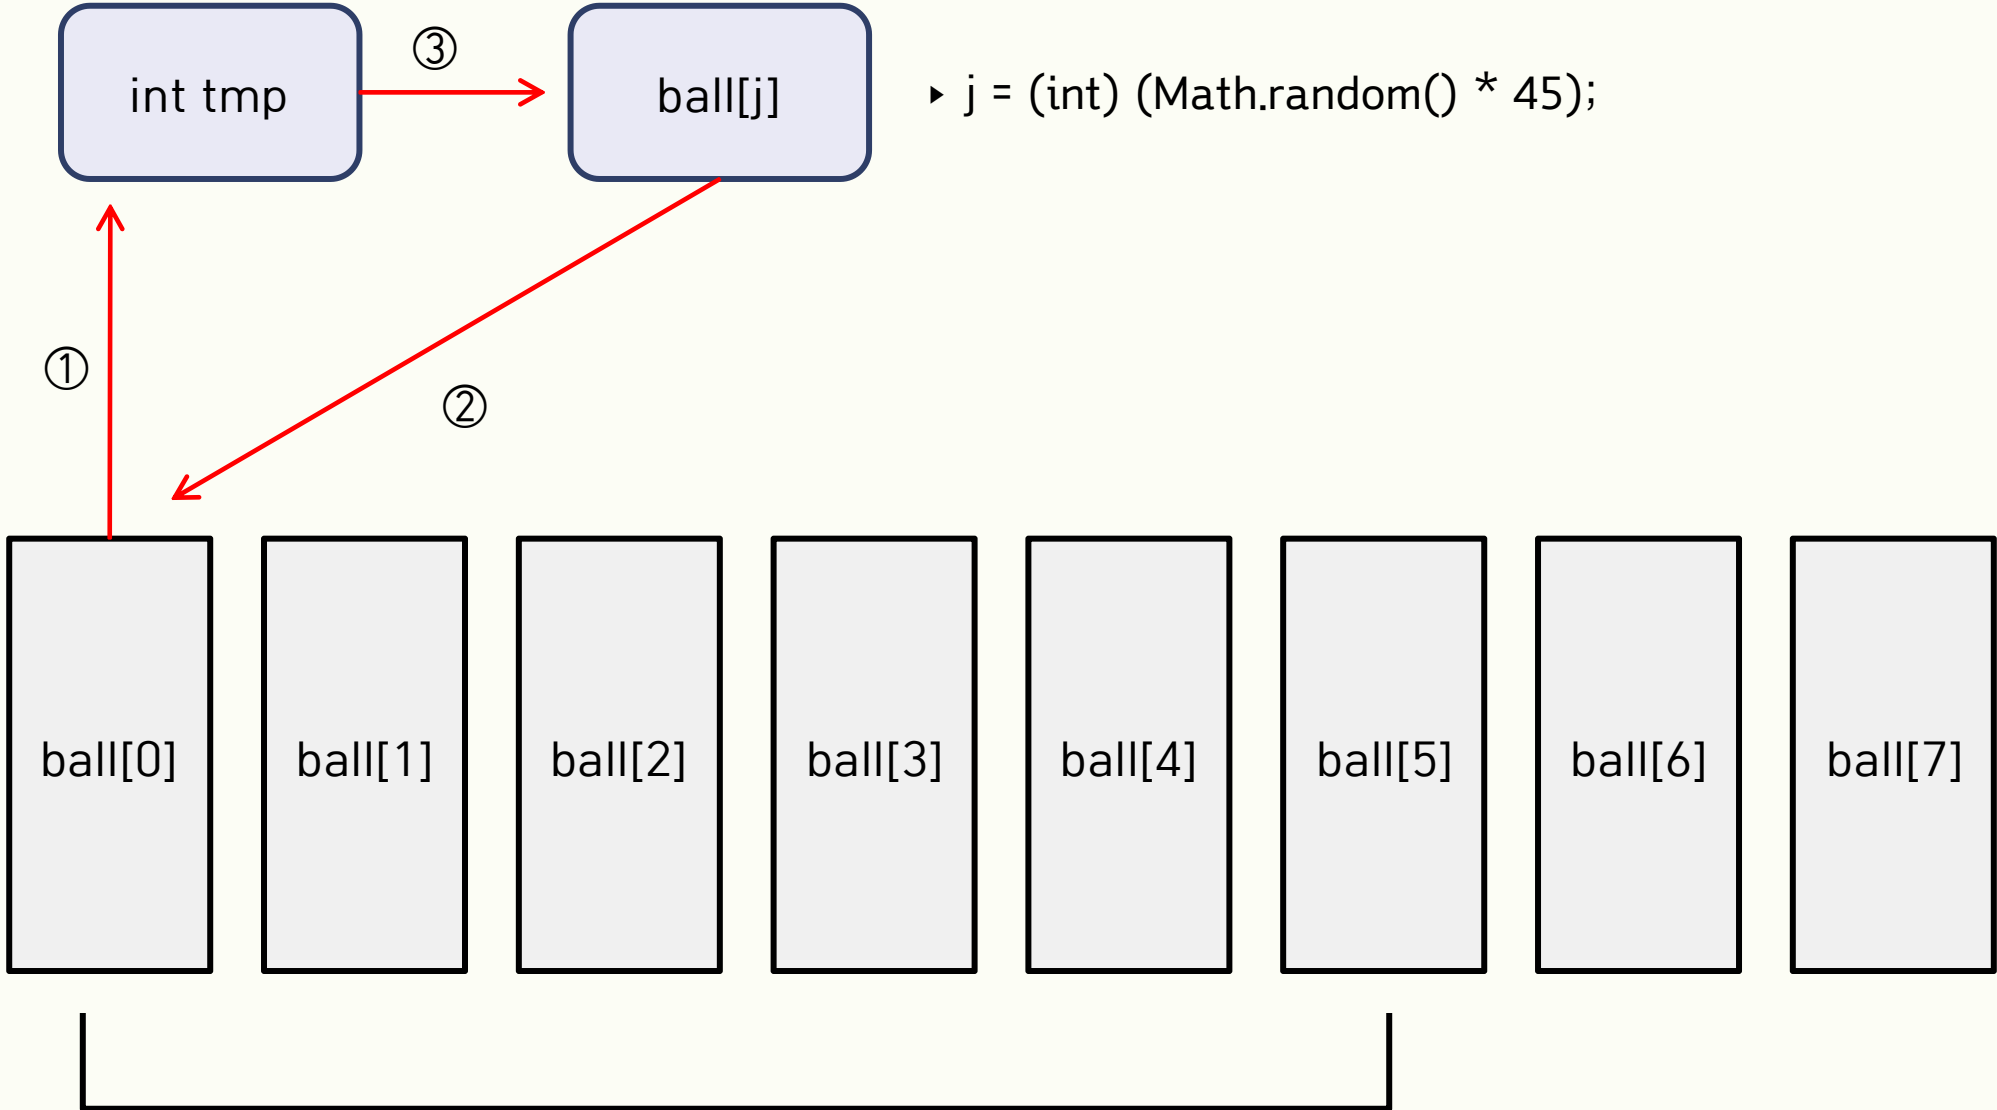 int tmp
③
ball[j]
▸ j = (int) (Math.random() * 45);
①
②
ball[0]
ball[1]
ball[2]
ball[3]
ball[4]
ball[5]
ball[6]
ball[7]